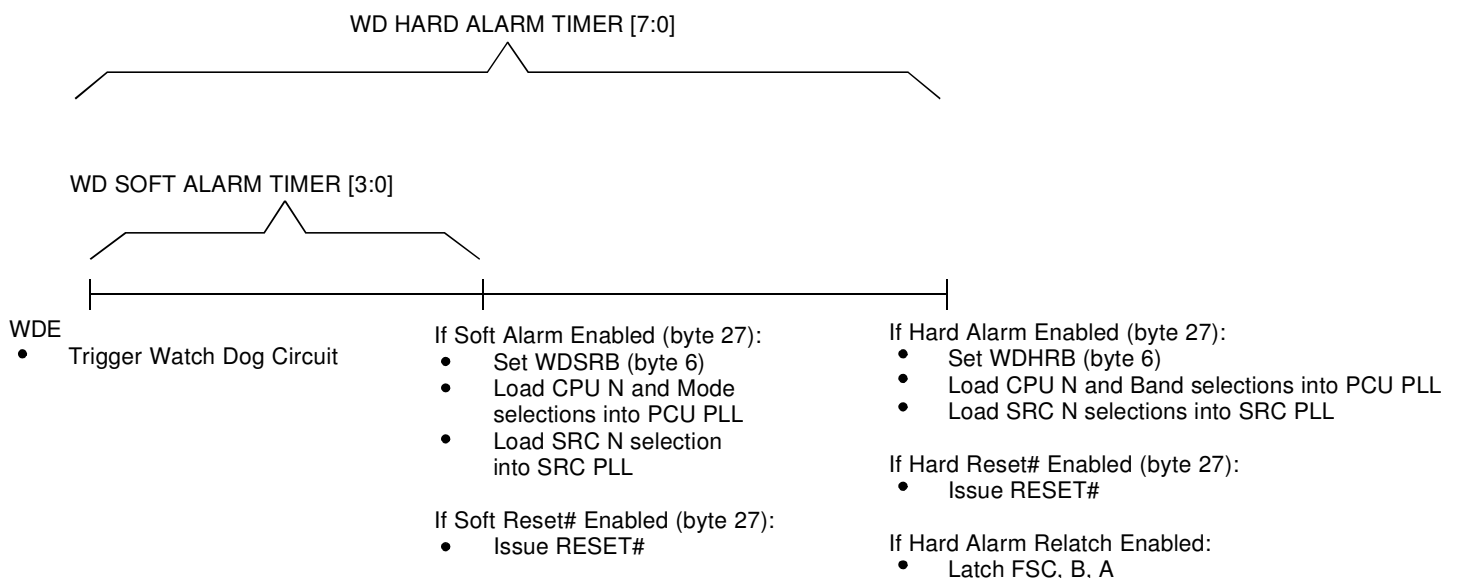 WD HARD ALARM TIMER [7:0]
WD SOFT ALARM TIMER [3:0]
WDE
• Trigger Watch Dog Circuit
If Soft Alarm Enabled (byte 27):
• Set WDSRB (byte 6)
• Load CPU N and Mode
selections into PCU PLL
• Load SRC N selection
into SRC PLL
If Soft Reset# Enabled (byte 27):
• Issue RESET#
If Hard Alarm Enabled (byte 27):
• Set WDHRB (byte 6)
• Load CPU N and Band selections into PCU PLL
• Load SRC N selections into SRC PLL
If Hard Reset# Enabled (byte 27):
• Issue RESET#
If Hard Alarm Relatch Enabled:
• Latch FSC, B, A